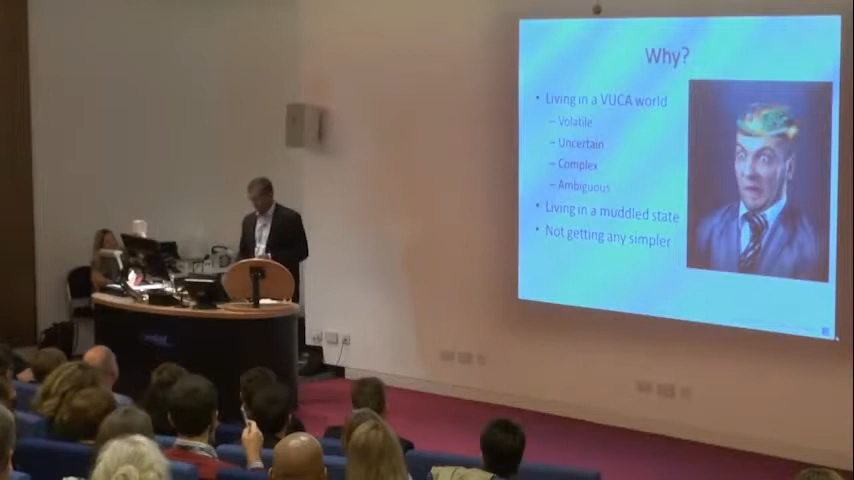 Why?
• Living in a VUCA world
– Volatile
– Uncertain
– Complex
– Ambiguous
• Living in a muddled state
• Not getting any simpler